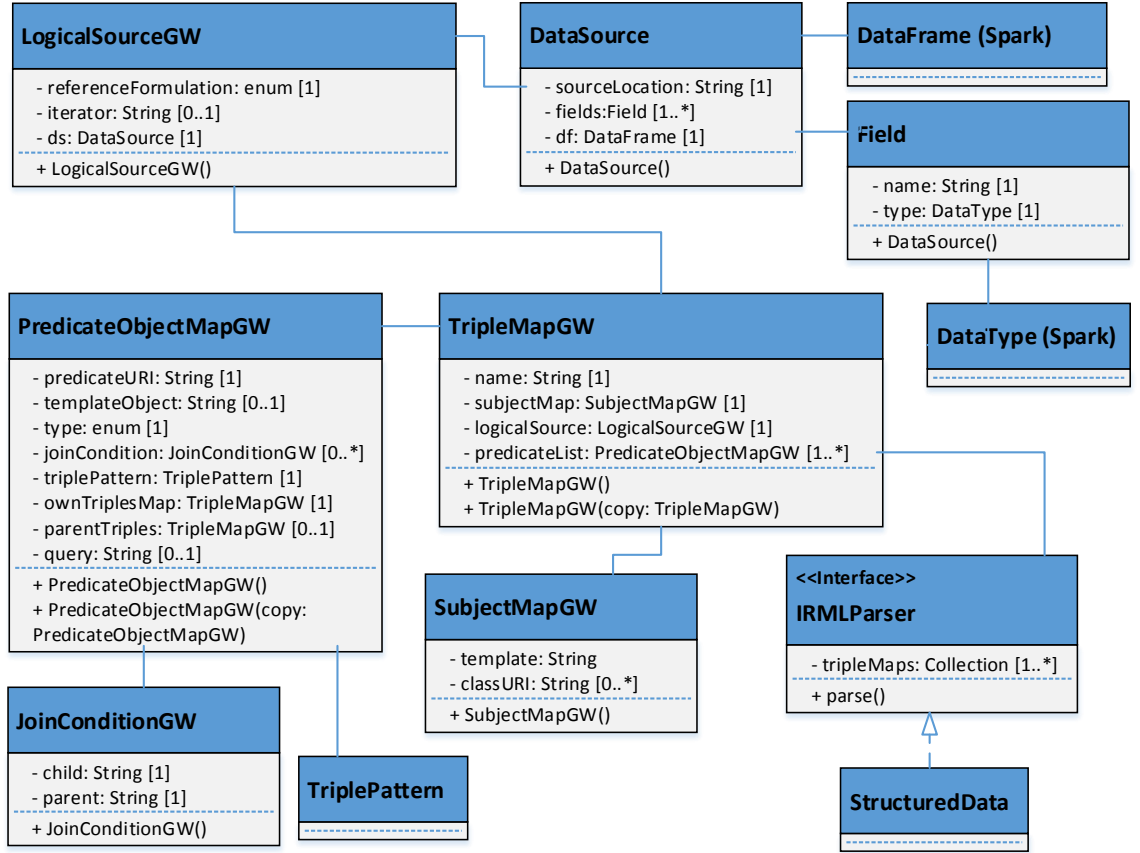 LogicalSourceGW
- referenceFormulation: enum [1]
- iterator: String [0..1]
- ds: DataSource [1]
+ LogicalSourceGW()
DataSource
- sourceLocation: String [1]
- fields:Field [1..*]
- df: DataFrame [1]
+ DataSource()
DataFrame (Spark)
Field
- name: String [1]
- type: DataType [1]
+ DataSource()
DataType (Spark)
PredicateObjectMapGW
- predicateURI: String [1]
- templateObject: String [0..1]
- type: enum [1]
- joinCondition: JoinConditionGW [0..*]
- triplePattern: TriplePattern [1]
- ownTriplesMap: TripleMapGW [1]
- parentTriples: TripleMapGW [0..1]
- query: String [0..1]
+ PredicateObjectMapGW()
+ PredicateObjectMapGW(copy:
PredicateObjectMapGW)
TripleMapGW
- name: String [1]
- subjectMap: SubjectMapGW [1]
- logicalSource: LogicalSourceGW [1]
- predicateList: PredicateObjectMapGW [1..*]
+ TripleMapGW()
+ TripleMapGW(copy: TripleMapGW)
SubjectMapGW
- template: String
- classURI: String [0..*]
+ SubjectMapGW()
<<Interface>>
IRMLParser
- tripleMaps: Collection [1..*]
+ parse()
JoinConditionGW
- child: String [1]
- parent: String [1]
+ JoinConditionGW()
TriplePattern
StructuredData